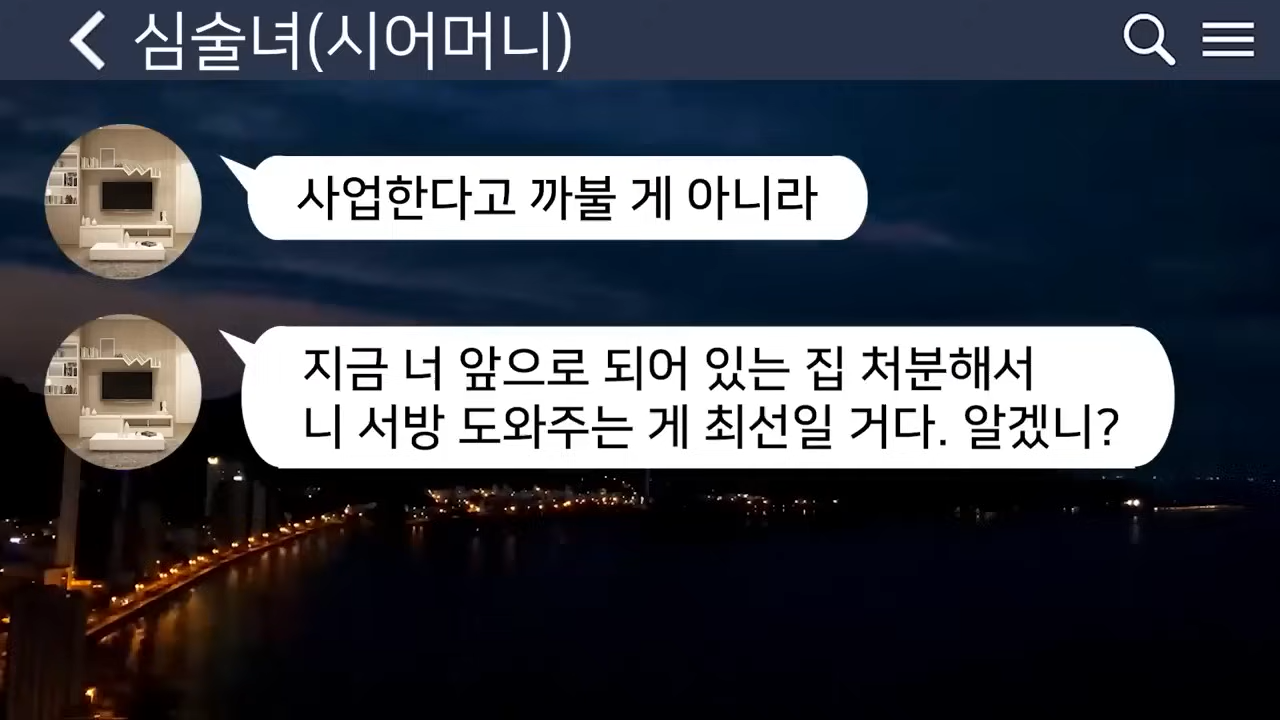 심술녀(시어머니)
사업한다고 까불 게 아니라
지금 너 앞으로 되어 있는 집 처분해서
니 서방 도와주는 게 최선일 거다. 알겠니?